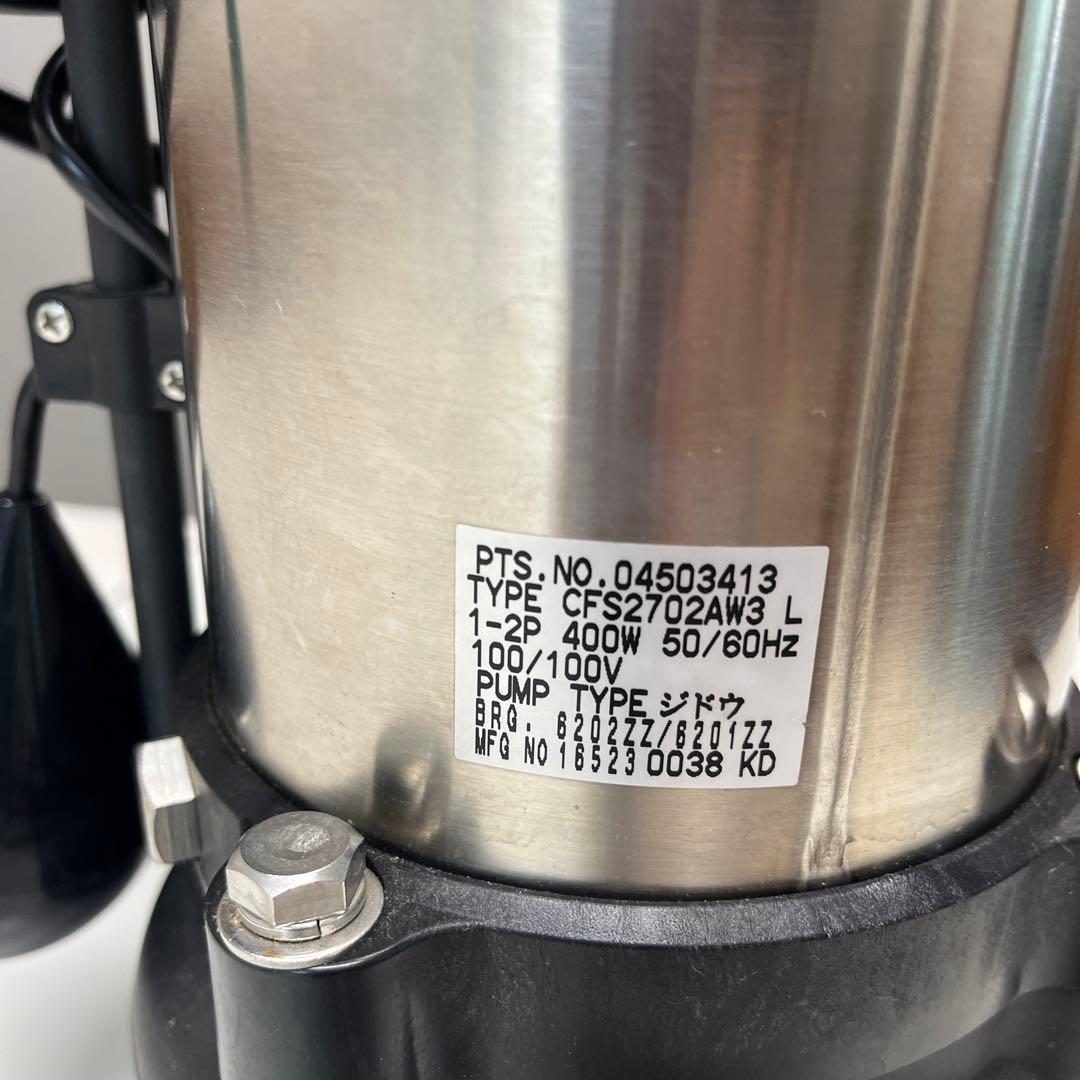 PTS.NO.04503413
TYPE CFS2702AW3 L
1-2P 400W 50/60Hz
100/100V
PUMP TYPE ジドウ
BRG. 6202ZZ/6201ZZ
MFG NO 16523 0038 KD